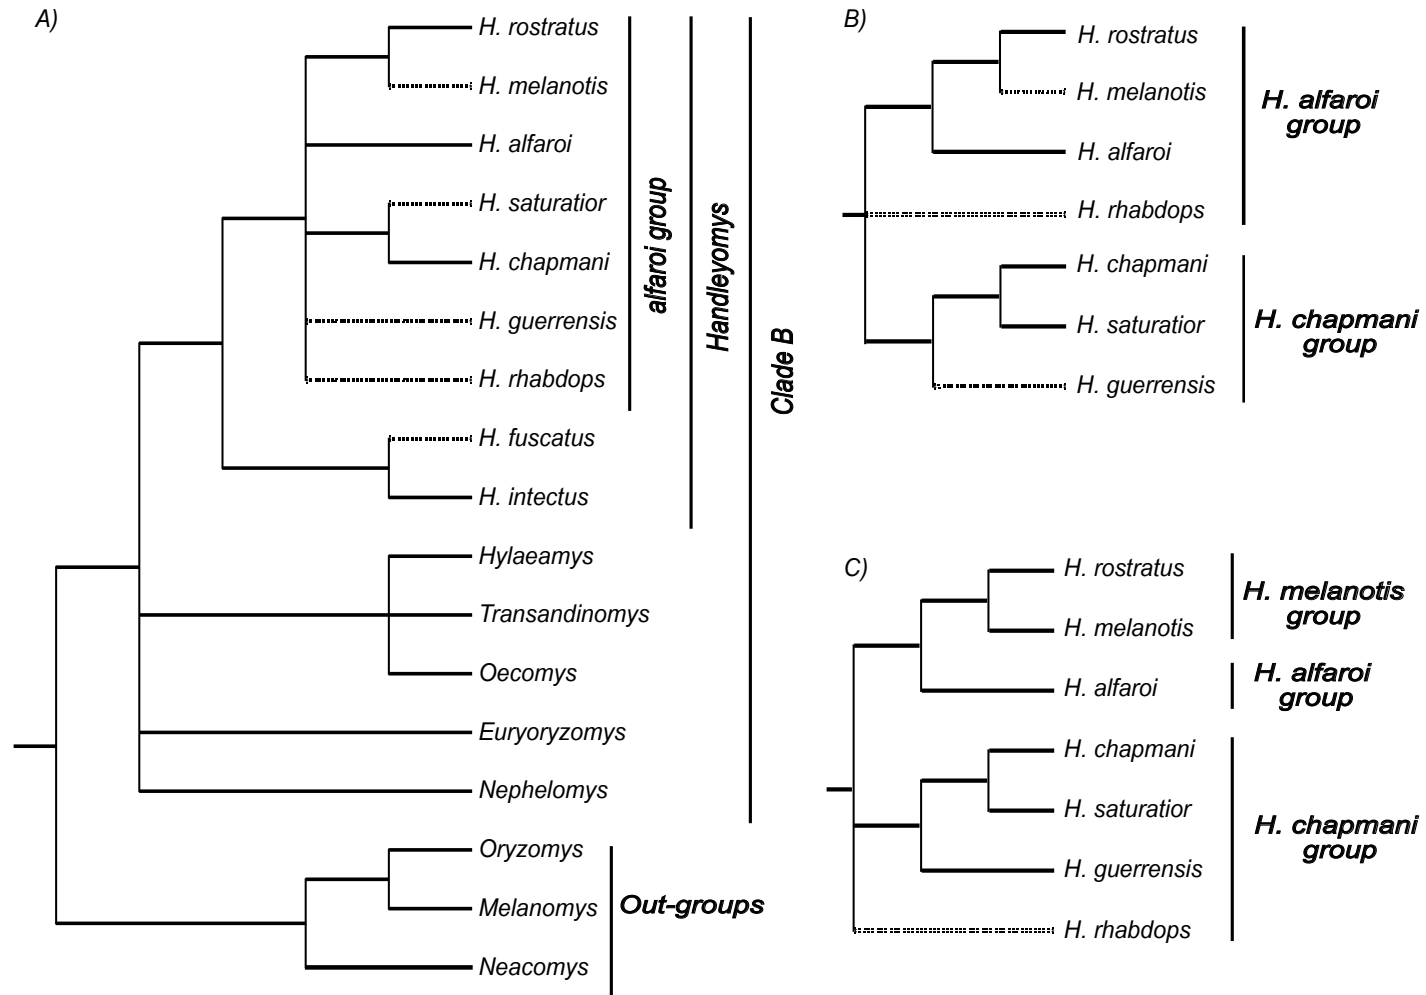 A)
H. rostratus
H. melanotis
H. alfaroi
H. saturatior
H. chapmani
H. guerrensis
H. rhabdops
H. fuscatus
H. intectus
Hylaeamys
Transandinomys
Oecomys
Euryoryzomys
Nephelomys
Oryzomys
Melanomys
Neacomys
alfaroi group
Handleyomys
Clade B
Out-groups
B)
H. rostratus
H. melanotis
H. alfaroi
H. rhabdops
H. chapmani
H. saturatior
H. guerrensis
H. alfaroi
group
H. chapmani
group
C)
H. rostratus
H. melanotis
H. alfaroi
H. chapmani
H. saturatior
H. guerrensis
H. rhabdops
H. melanotis
group
H. alfaroi
group
H. chapmani
group